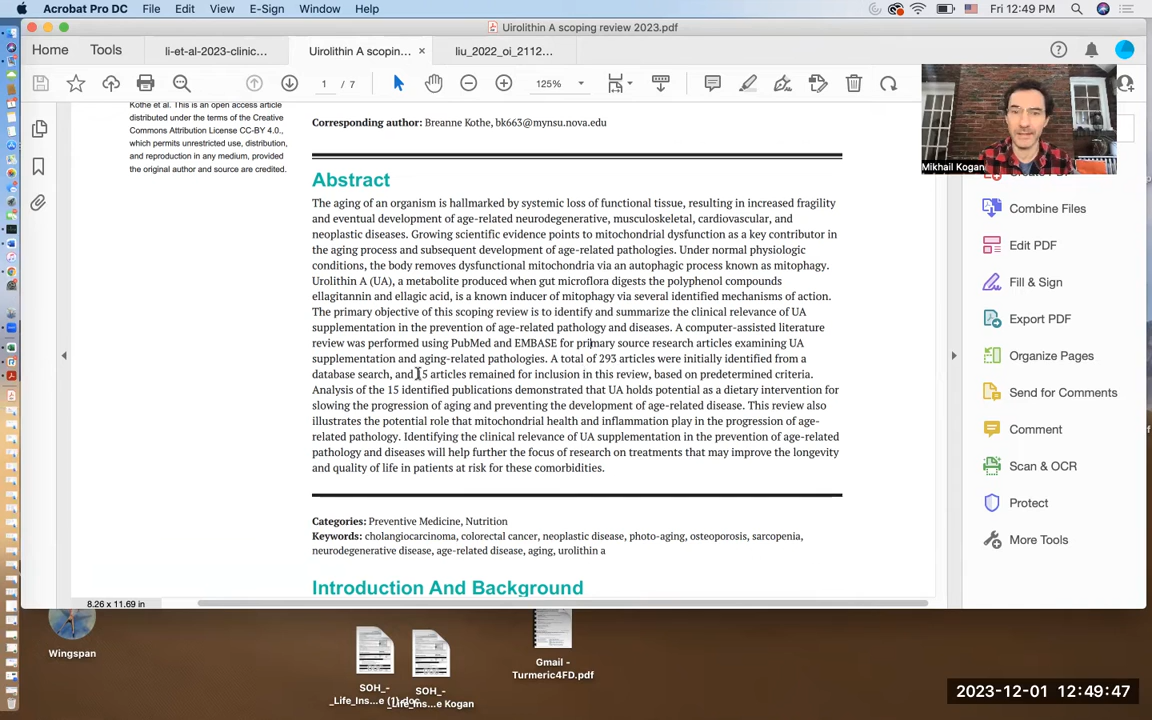 Acrobat Pro DC File Edit View E-Sign Window Help Fri 12:49 PM
Uirolithin A scoping review 2023.pdf
Home Tools li-et-al-2023-clinic... Uirolithin A scopin... × liu_2022_oi_2112...
1 / 7 125%
Mikhail Kogan
Kothe et al. This is an open access article
distributed under the terms of the Creative
Commons Attribution License CC-BY 4.0.,
which permits unrestricted use, distribution,
and reproduction in any medium, provided
the original author and source are credited.
Corresponding author: Breanne Kothe, bk663@mynsu.nova.edu
Abstract
The aging of an organism is hallmarked by systemic loss of functional tissue, resulting in increased fragility
and eventual development of age-related neurodegenerative, musculoskeletal, cardiovascular, and
neoplastic diseases. Growing scientific evidence points to mitochondrial dysfunction as a key contributor in
the aging process and subsequent development of age-related pathologies. Under normal physiologic
conditions, the body removes dysfunctional mitochondria via an autophagic process known as mitophagy.
Urolithin A (UA), a metabolite produced when gut microflora digests the polyphenol compounds
ellagitannin and ellagic acid, is a known inducer of mitophagy via several identified mechanisms of action.
The primary objective of this scoping review is to identify and summarize the clinical relevance of UA
supplementation in the prevention of age-related pathology and diseases. A computer-assisted literature
review was performed using PubMed and EMBASE for primary source research articles examining UA
supplementation and aging-related pathologies. A total of 293 articles were initially identified from a
database search, and 15 articles remained for inclusion in this review, based on predetermined criteria.
Analysis of the 15 identified publications demonstrated that UA holds potential as a dietary intervention for
slowing the progression of aging and preventing the development of age-related disease. This review also
illustrates the potential role that mitochondrial health and inflammation play in the progression of age-
related pathology. Identifying the clinical relevance of UA supplementation in the prevention of age-related
pathology and diseases will help further the focus of research on treatments that may improve the longevity
and quality of life in patients at risk for these comorbidities.
Categories: Preventive Medicine, Nutrition
Keywords: cholangiocarcinoma, colorectal cancer, neoplastic disease, photo-aging, osteoporosis, sarcopenia,
neurodegenerative disease, age-related disease, aging, urolithin a
Introduction And Background
8.26 x 11.69 in
Combine Files
Edit PDF
Fill & Sign
Export PDF
Organize Pages
Send for Comments
Comment
Scan & OCR
Protect
More Tools
Wingspan
SOH_-
_Life_Ins...e (1).doc
SOH_-
_Life_Ins...e Kogan
Gmail -
Turmeric4FD.pdf
2023-12-01 12:49:47